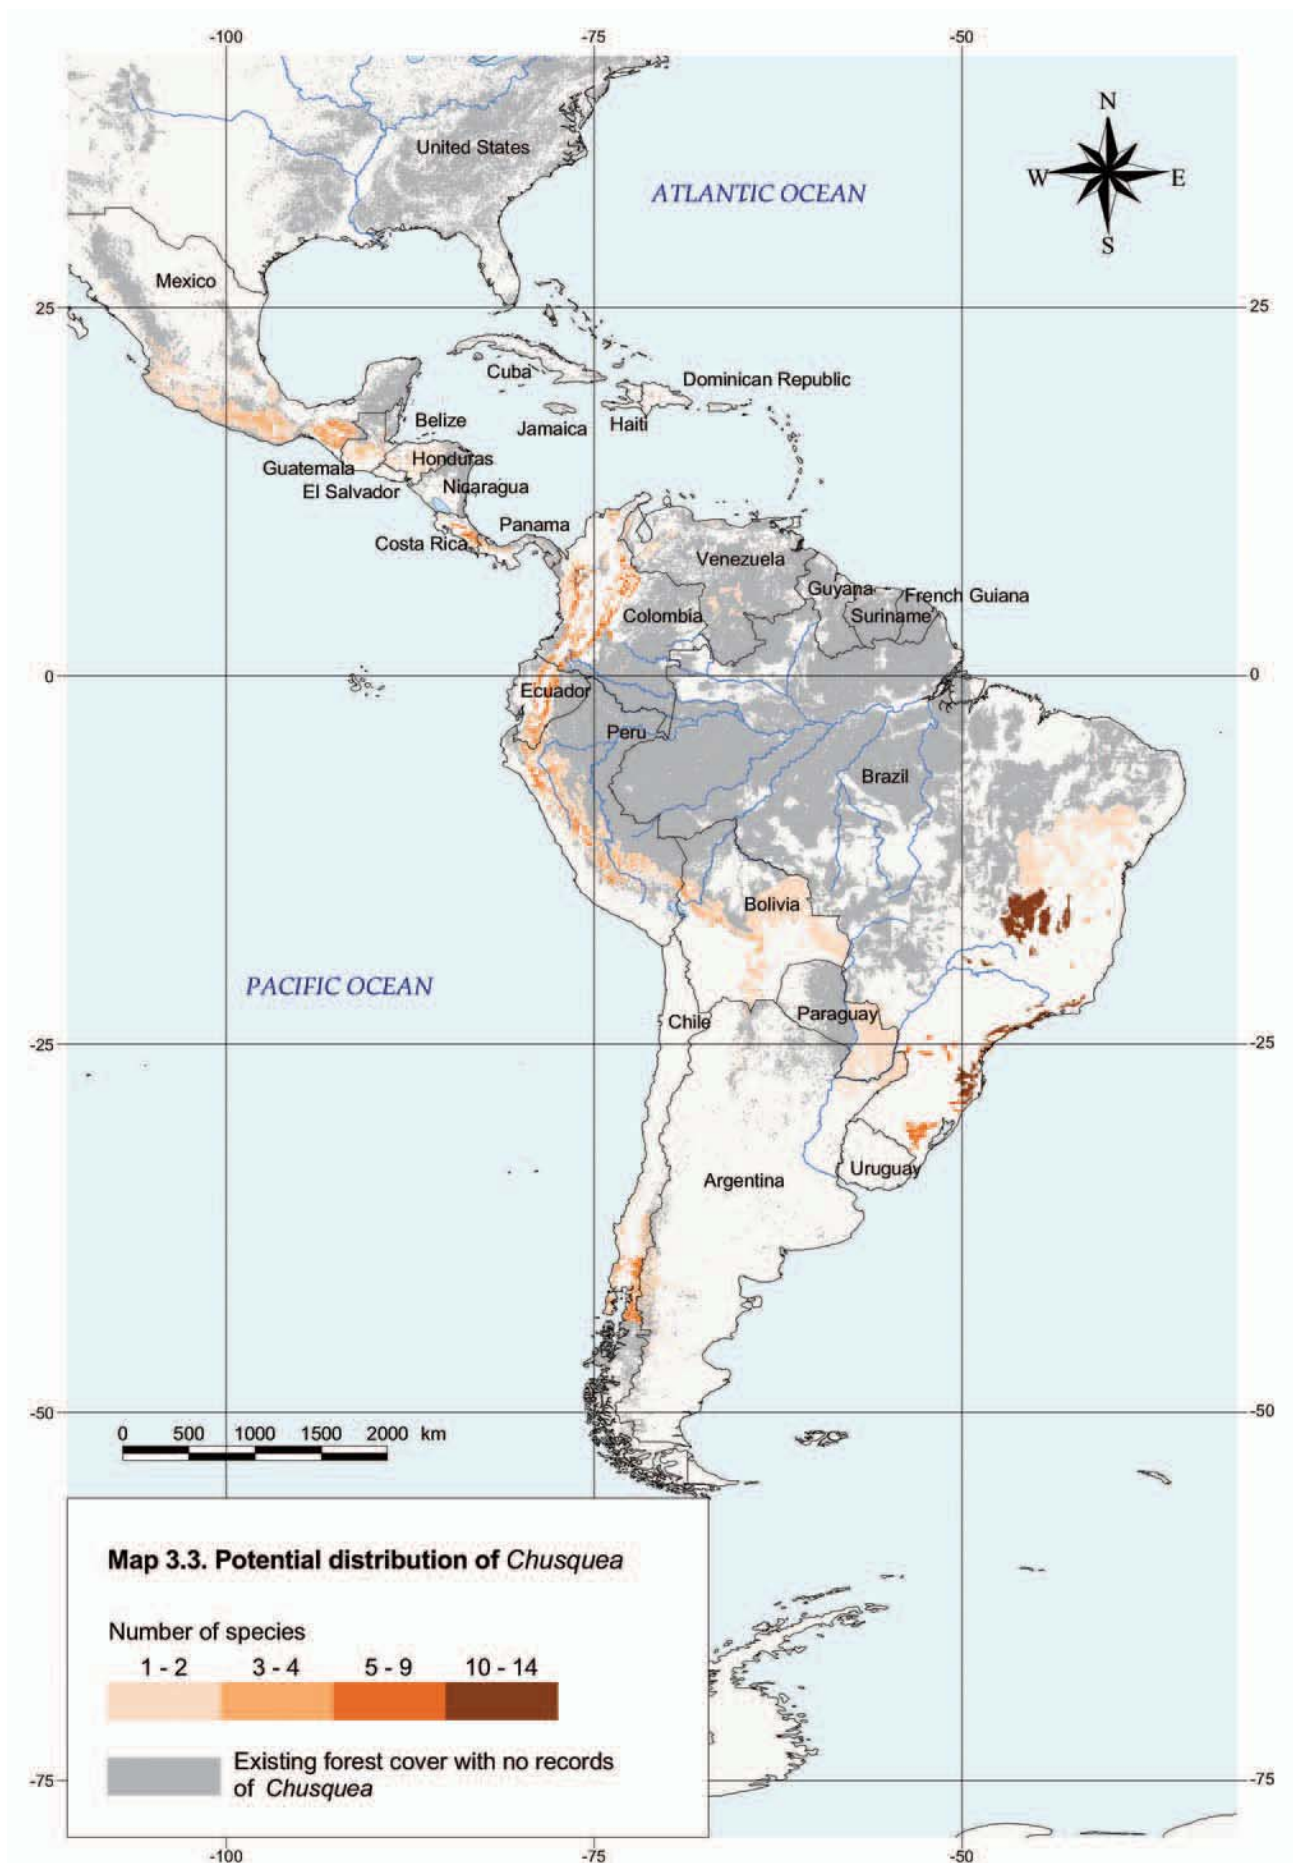 -100 -75 -50
N
United States
W E
ATLANTIC OCEAN
S
Mexico
25 25
Cuba
Dominican Republic
Belize
Jamaica
Haiti
Guatemala
Honduras
El Salvador
Nicaragua
Panama
Costa Rica
Venezuela
Guyana
French Guiana
Colombia
Suriname
0 0
Ecuador
Peru
Brazil
Bolivia
PACIFIC OCEAN
Chile
Paraguay
-25 -25
Uruguay
Argentina
-50 -50
0 500 1000 1500 2000 km
Map 3.3. Potential distribution of Chusquea
Number of species
1 - 2 3 - 4 5 - 9 10 - 14
Existing forest cover with no records
of Chusquea
-75 -75
-100 -75 -50